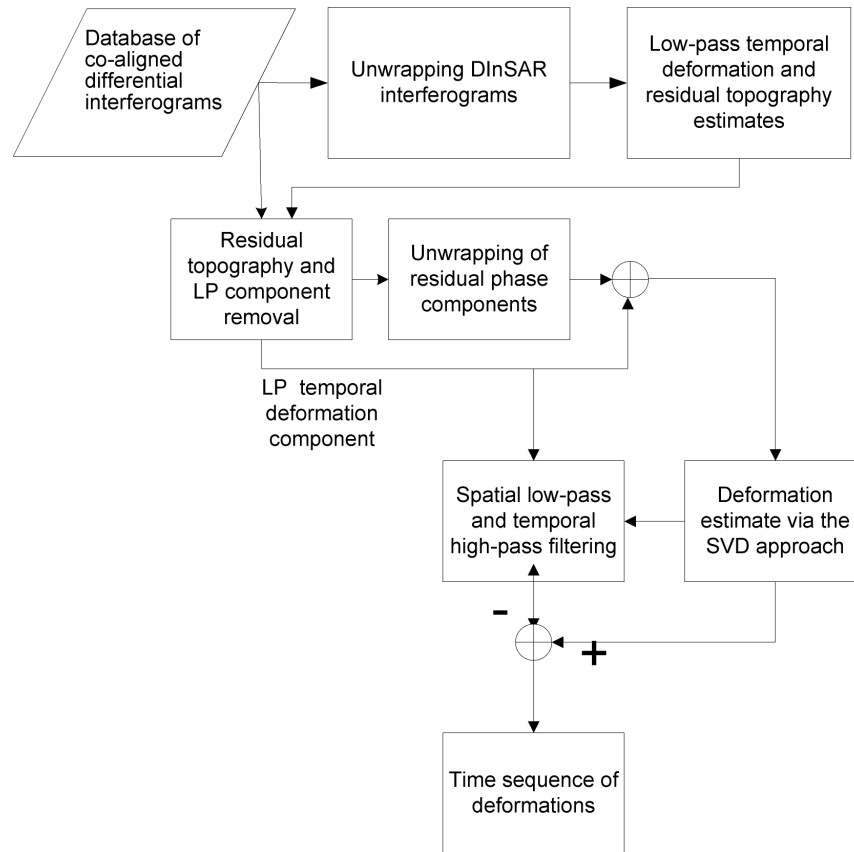 Database of
co-aligned
differential
interferograms
Unwrapping DInSAR
interferograms
Low-pass temporal
deformation and
residual topography
estimates
Residual
topography and
LP component
removal
Unwrapping of
residual phase
components
LP temporal
deformation
component
Spatial low-pass
and temporal
high-pass filtering
Deformation
estimate via the
SVD approach
-
+
Time sequence of
deformations